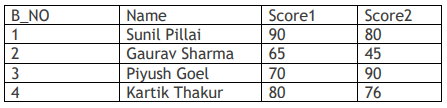 B_NO Name Score1 Score2
1 Sunil Pillai 90 80
2 Gaurav Sharma 65 45
3 Piyush Goel 70 90
4 Kartik Thakur 80 76